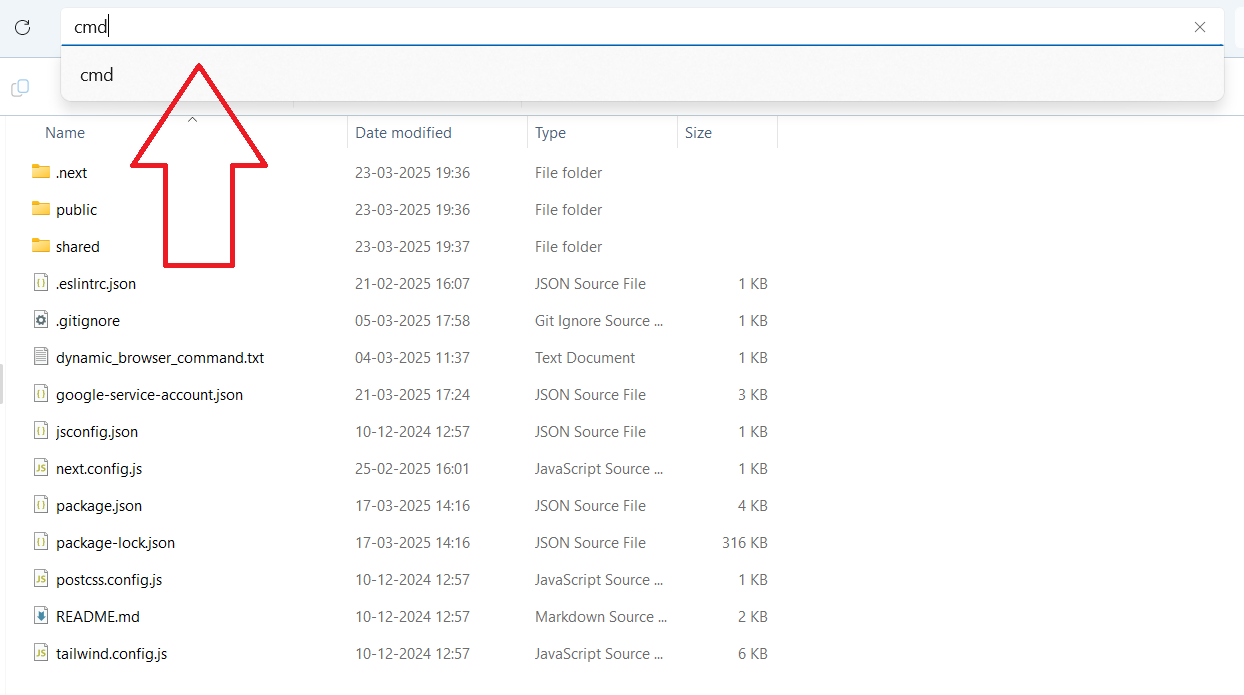 cmd
cmd
Name Date modified Type Size
.next 23-03-2025 19:36 File folder
public 23-03-2025 19:36 File folder
shared 23-03-2025 19:37 File folder
.eslintrc.json 21-02-2025 16:07 JSON Source File 1 KB
.gitignore 05-03-2025 17:58 Git Ignore Source ... 1 KB
dynamic_browser_command.txt 04-03-2025 11:37 Text Document 1 KB
google-service-account.json 21-03-2025 17:24 JSON Source File 3 KB
jsconfig.json 10-12-2024 12:57 JSON Source File 1 KB
next.config.js 25-02-2025 16:01 JavaScript Source ... 1 KB
package.json 17-03-2025 14:16 JSON Source File 4 KB
package-lock.json 17-03-2025 14:16 JSON Source File 316 KB
postcss.config.js 10-12-2024 12:57 JavaScript Source ... 1 KB
README.md 10-12-2024 12:57 Markdown Source ... 2 KB
tailwind.config.js 10-12-2024 12:57 JavaScript Source ... 6 KB